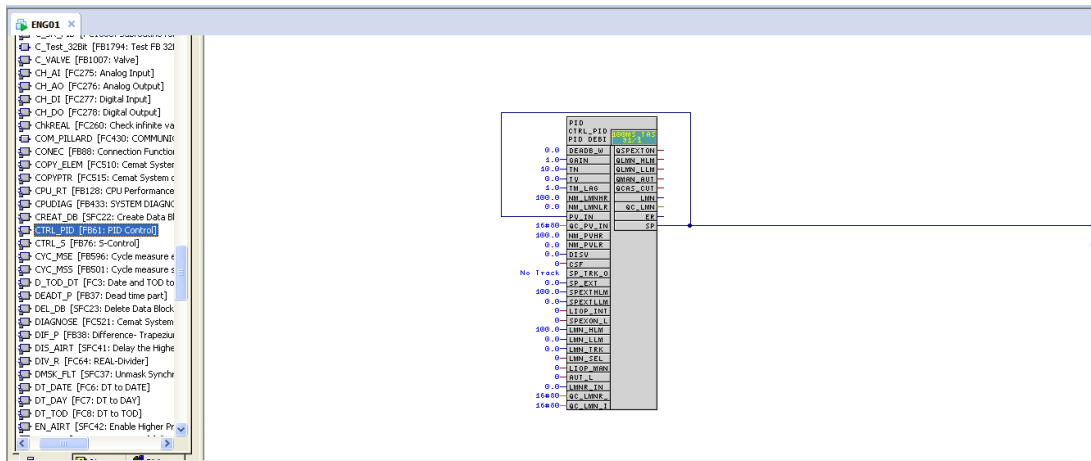 ENG01
C_Test_32Bit [FB1794: Test FB 32I
C_VALVE [FB1007: Valve]
CH_AI [FC275: Analog Input]
CH_AO [FC276: Analog Output]
CH_DI [FC277: Digital Input]
CH_DO [FC278: Digital Output]
ChkREAL [FC260: Check infinite va
COM_PILLARD [FC430: COMMUNIC
CONEC [FB88: Connection Function
COPY_ELEM [FC510: Cemat System
COPYPTR [FC515: Cemat System c
CPU_RT [FB128: CPU Performance
CPUDIAG [FB433: SYSTEM DIAGNC
CREAT_DB [SFC22: Create Data Bl
CTRL_PID [FB61: PID Control]
CTRL_S [FB76: S-Control]
CYC_MSE [FB596: Cycle measure e
CYC_MSS [FB501: Cycle measure s
D_TOD_DT [FC3: Date and TOD to
DEADT_P [FB37: Dead time part]
DEL_DB [SFC23: Delete Data Block
DIAGNOSE [FC521: Cemat System
DIF_P [FB38: Difference- Trapeziu
DIS_AIRT [SFC41: Delay the Highe
DIV_R [FC64: REAL-Divider]
DMSK_FLT [SFC37: Unmask Synchr
DT_DATE [FC6: DT to DATE]
DT_DAY [FC7: DT to DAY]
DT_TOD [FC8: DT to TOD]
EN_AIRT [SFC42: Enable Higher Pr
PID
CTRL_PID
PID DEBI
100MS_TAS
0.0 DEADB_W QSPEXTON
1.0 GAIN QLMN_HLM
10.0 TN QLMN_LLM
0.0 TV QMAN_AUT
1.0 TM_LAG QCAS_CUT
100.0 NM_LMNHR LMN
0.0 NM_LMNLR QC_LMN
PV_IN ER
16#80 QC_PV_IN SP
100.0 NM_PVHR
0.0 NM_PVLR
0.0 DISV
0 CSF
No Track SP_TRK_O
0.0 SP_EXT
100.0 SPEXTHLM
0.0 SPEXTLLM
0 LIOP_INT
0 SPEXON_L
100.0 LMN_HLM
0.0 LMN_LLM
0.0 LMN_TRK
0 LMN_SEL
0 LIOP_MAN
0 AUT_L
0.0 LMNR_IN
16#80 QC_LMNR_
16#80 QC_LMN_I